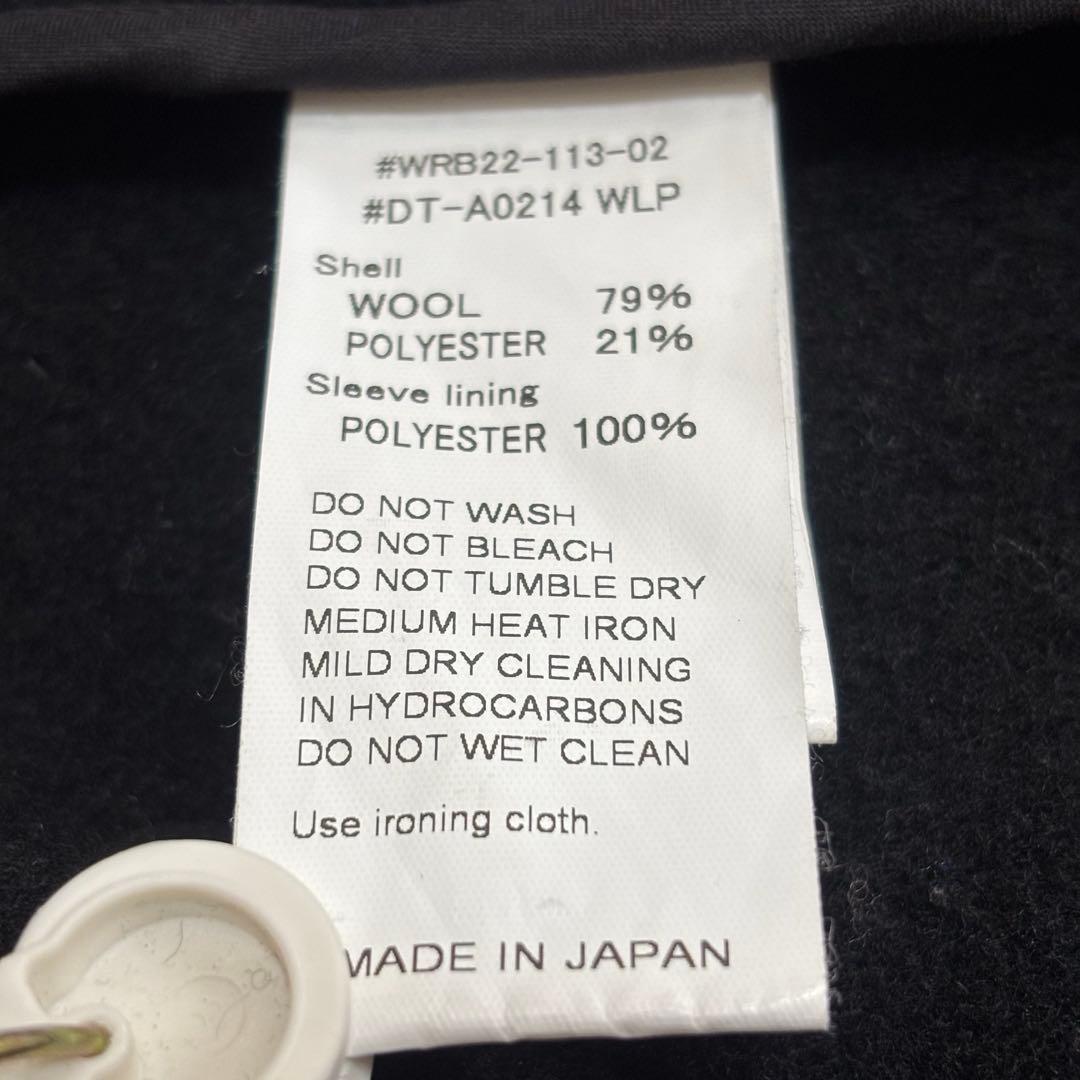 #WRB22-113-02
#DT-A0214 WLP
Shell
WOOL 79%
POLYESTER 21%
Sleeve lining
POLYESTER 100%
DO NOT WASH
DO NOT BLEACH
DO NOT TUMBLE DRY
MEDIUM HEAT IRON
MILD DRY CLEANING
IN HYDROCARBONS
DO NOT WET CLEAN
Use ironing cloth.
MADE IN JAPAN